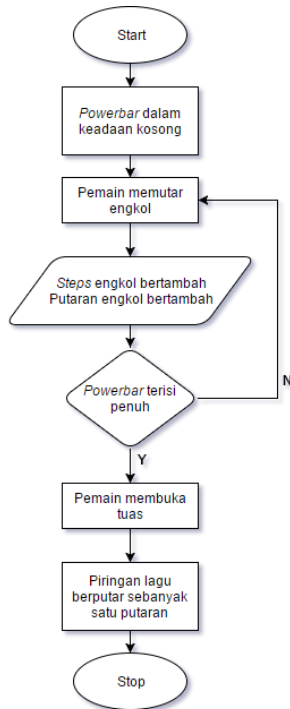 Start
Powerbar dalam
keadaan kosong
Pemain memutar
engkol
Steps engkol bertambah
Putaran engkol bertambah
Powerbar terisi
penuh
N
Y
Pemain membuka
tuas
Piringan lagu
berputar sebanyak
satu putaran
Stop